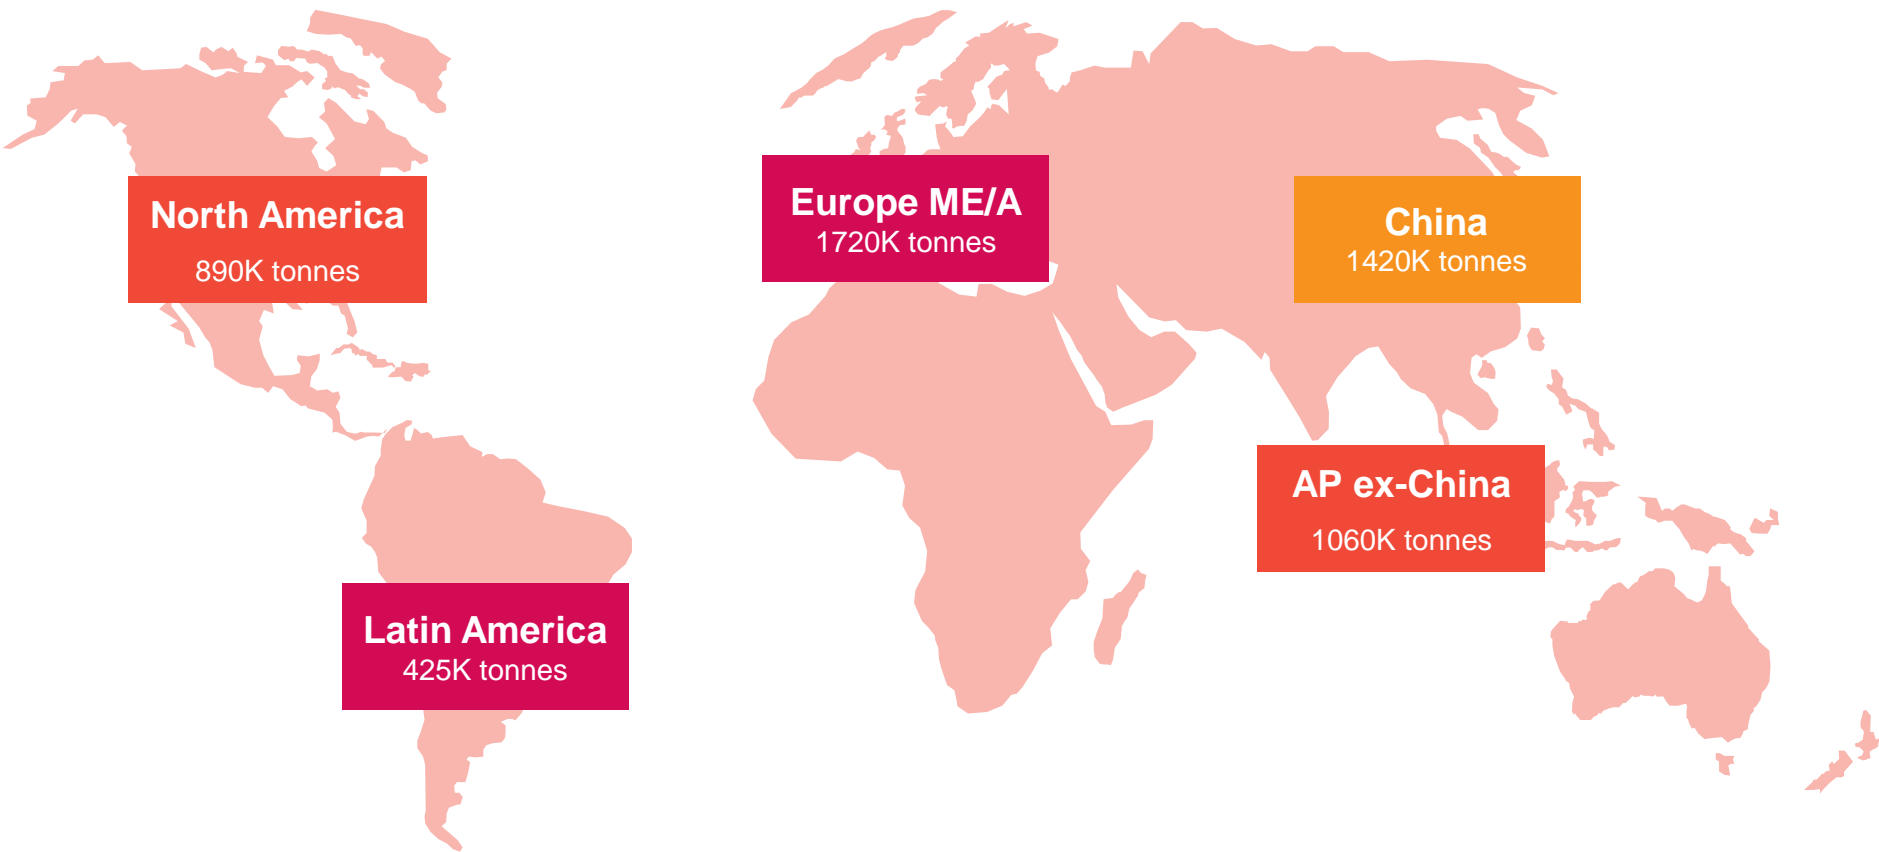 North America
890K tonnes
Europe ME/A
1720K tonnes
China
1420K tonnes
AP ex-China
1060K tonnes
Latin America
425K tonnes